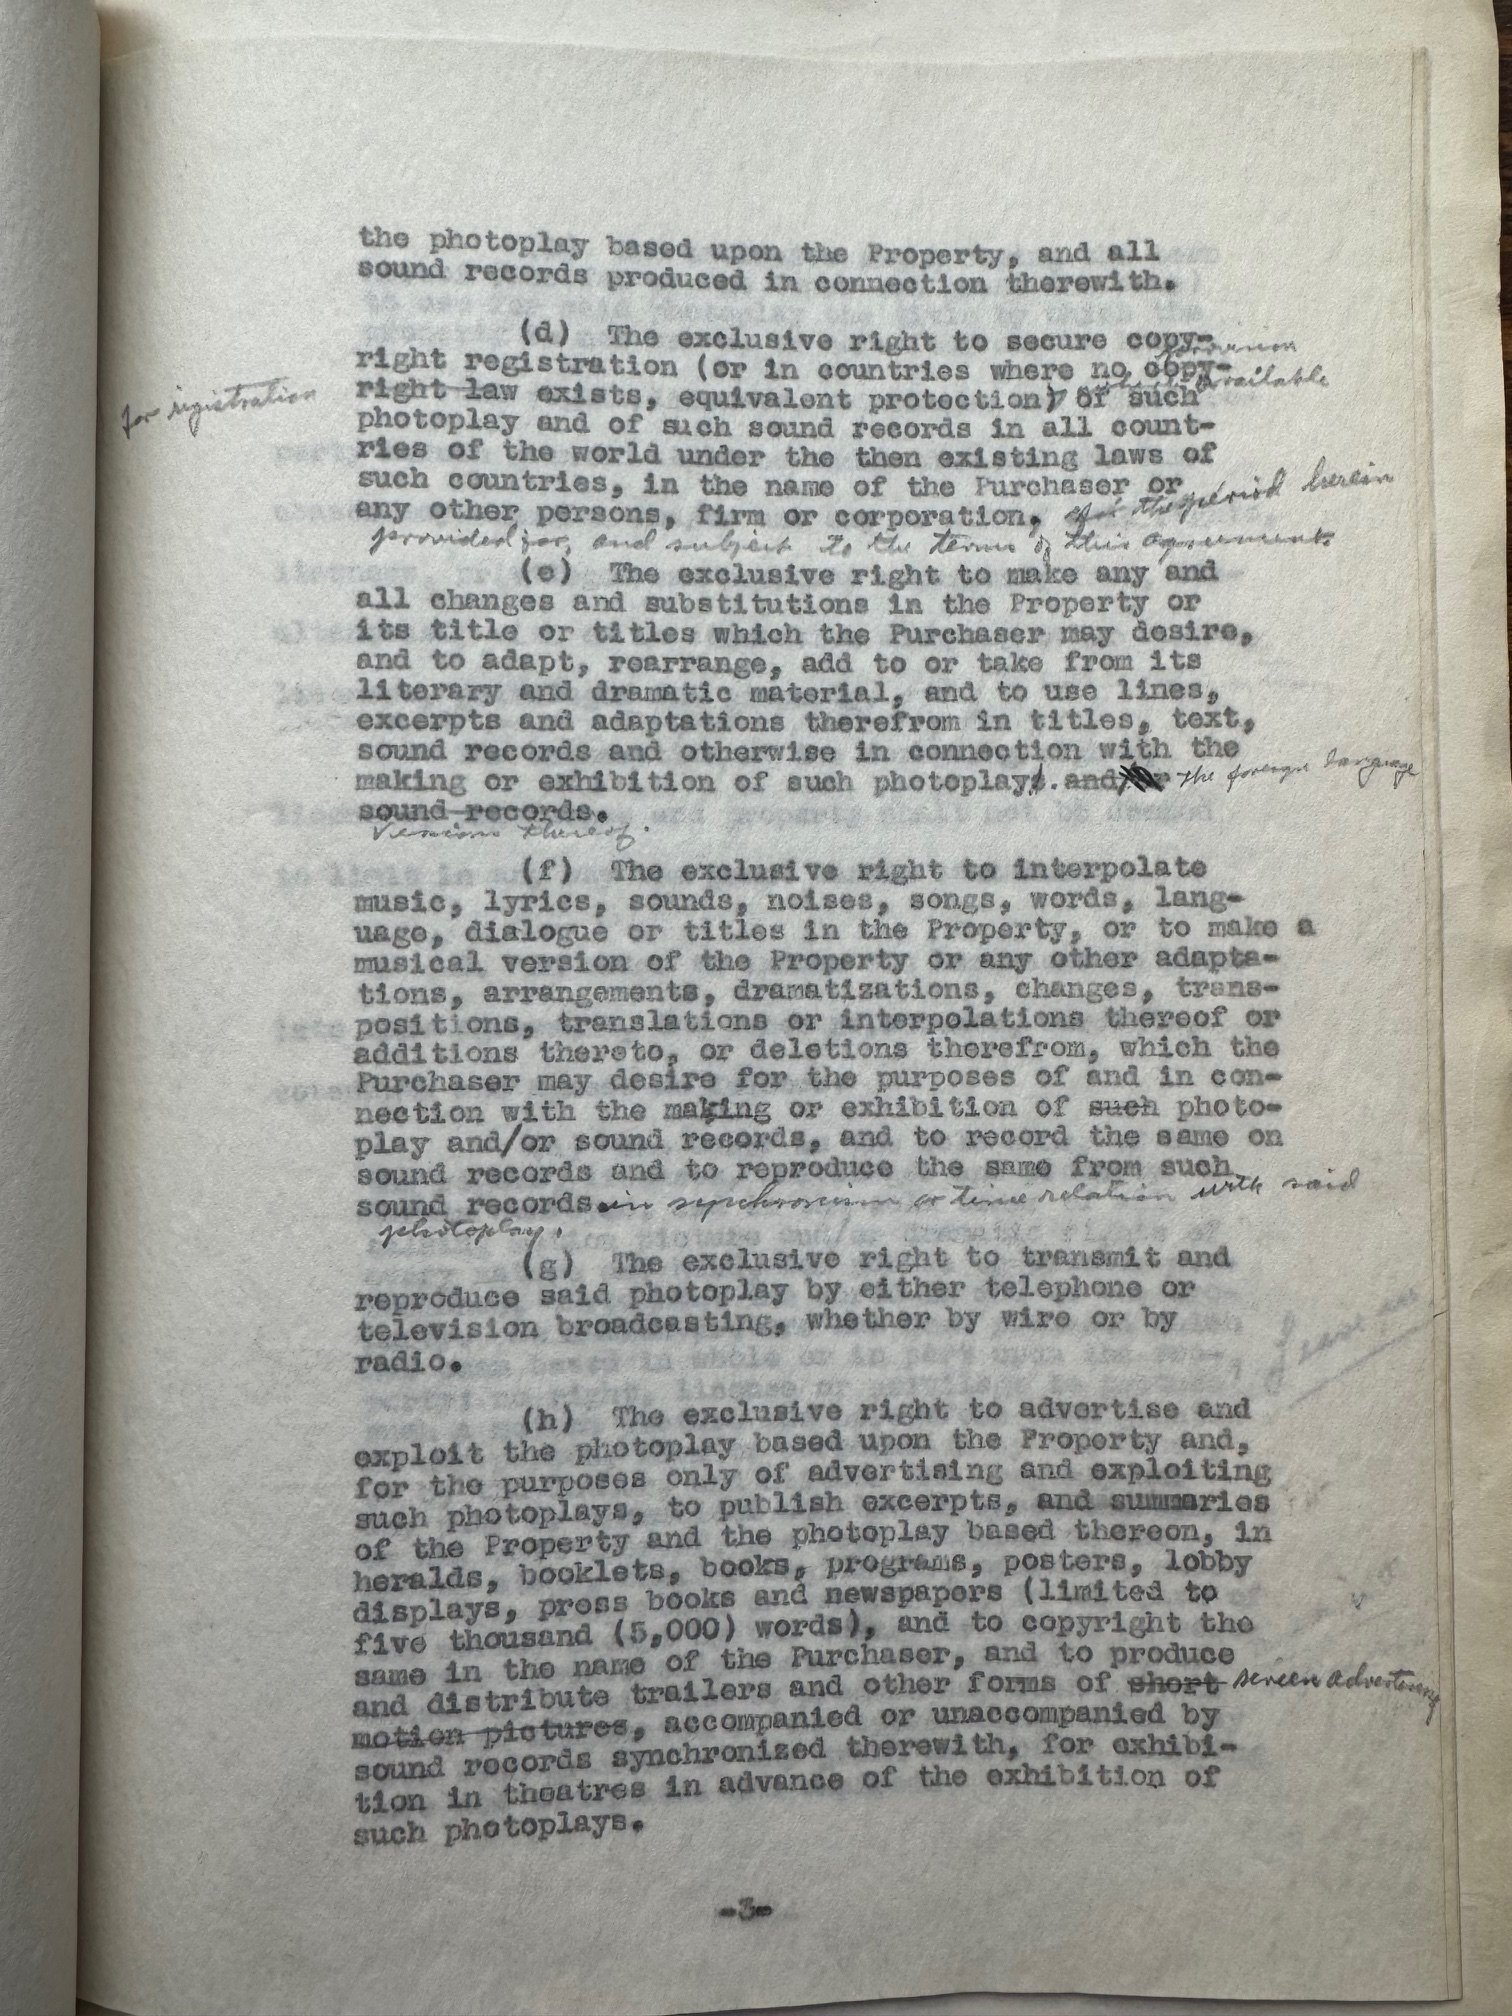 the photoplay based upon the Property, and all
sound records produced in connection therewith.
(d) The exclusive right to secure copy-
right registration (or in countries where no copy-
for registration
right law exists, equivalent protection) of such
available
photoplay and of such sound records in all count-
ries of the world under the then existing laws of
such countries, in the name of the Purchaser or
any other persons, firm or corporation, for the period herein
provided for, and subject to the terms of this agreement.
(e) The exclusive right to make any and
all changes and substitutions in the Property or
its title or titles which the Purchaser may desire,
and to adapt, rearrange, add to or take from its
literary and dramatic material, and to use lines,
excerpts and adaptations therefrom in titles, text,
sound records and otherwise in connection with the
making or exhibition of such photoplays. and/or the foreign language
sound records.
versions thereof.
(f) The exclusive right to interpolate
music, lyrics, sounds, noises, songs, words, lang-
uage, dialogue or titles in the Property, or to make a
musical version of the Property or any other adapta-
tions, arrangements, dramatizations, changes, trans-
positions, translations or interpolations thereof or
additions thereto, or deletions therefrom, which the
Purchaser may desire for the purposes of and in con-
nection with the making or exhibition of such photo-
play and/or sound records, and to record the same on
sound records and to reproduce the same from such
sound records in synchronism or time relation with said
photoplay.
(g) The exclusive right to transmit and
reproduce said photoplay by either telephone or
television broadcasting, whether by wire or by
radio.
(h) The exclusive right to advertise and
exploit the photoplay based upon the Property and,
for the purposes only of advertising and exploiting
such photoplays, to publish excerpts, and summaries
of the Property and the photoplay based thereon, in
heralds, booklets, books, programs, posters, lobby
displays, press books and newspapers (limited to
five thousand (5,000) words), and to copyright the
same in the name of the Purchaser, and to produce
and distribute trailers and other forms of short screen advertising
motion pictures, accompanied or unaccompanied by
sound records synchronized therewith, for exhibi-
tion in theatres in advance of the exhibition of
such photoplays.
-3-